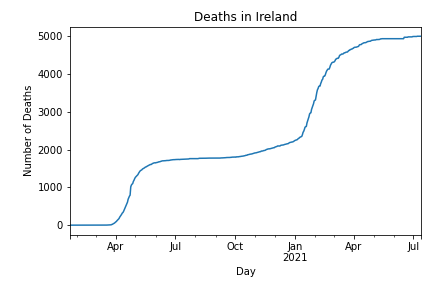 Deaths in Ireland
Number of Deaths
5000
4000
3000
2000
1000
0
Apr Jul Oct Jan Apr Jul
2021
Day